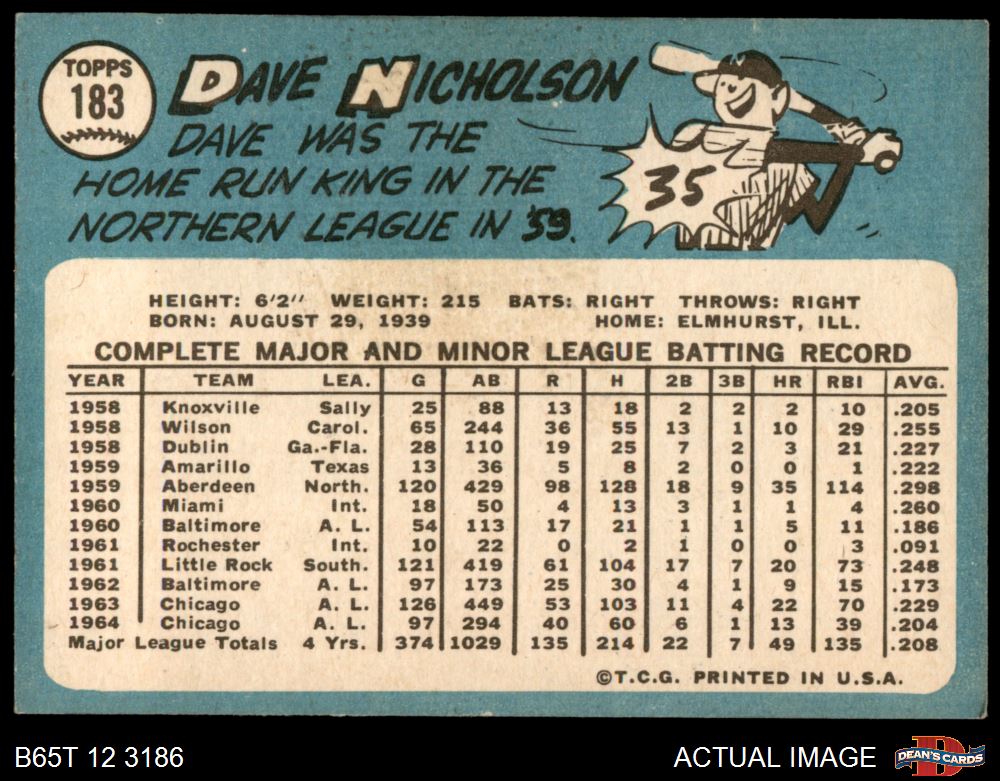 TOPPS
183
DAVE NICHOLSON
DAVE WAS THE
HOME RUN KING IN THE
NORTHERN LEAGUE IN '59.
35
HEIGHT: 6'2" WEIGHT: 215 BATS: RIGHT THROWS: RIGHT
BORN: AUGUST 29, 1939 HOME: ELMHURST, ILL.
COMPLETE MAJOR AND MINOR LEAGUE BATTING RECORD
YEAR TEAM LEA. G AB R H 2B 3B HR RBI AVG.
1958 Knoxville Sally 25 88 13 18 2 2 2 10 .205
1958 Wilson Carol. 65 244 36 55 13 1 10 29 .255
1958 Dublin Ga.-Fla. 28 110 19 25 7 2 3 21 .227
1959 Amarillo Texas 13 36 5 8 2 0 0 1 .222
1959 Aberdeen North. 120 429 98 128 18 9 35 114 .298
1960 Miami Int. 18 50 4 13 3 1 1 4 .260
1960 Baltimore A. L. 54 113 17 21 1 1 5 11 .186
1961 Rochester Int. 10 22 0 2 1 0 0 3 .091
1961 Little Rock South. 121 419 61 104 17 7 20 73 .248
1962 Baltimore A. L. 97 173 25 30 4 1 9 15 .173
1963 Chicago A. L. 126 449 53 103 11 4 22 70 .229
1964 Chicago A. L. 97 294 40 60 6 1 13 39 .204
Major League Totals 4 Yrs. 374 1029 135 214 22 7 49 135 .208
©T.C.G. PRINTED IN U.S.A.
B65T 12 3186 ACTUAL IMAGE DEAN'S CARDS